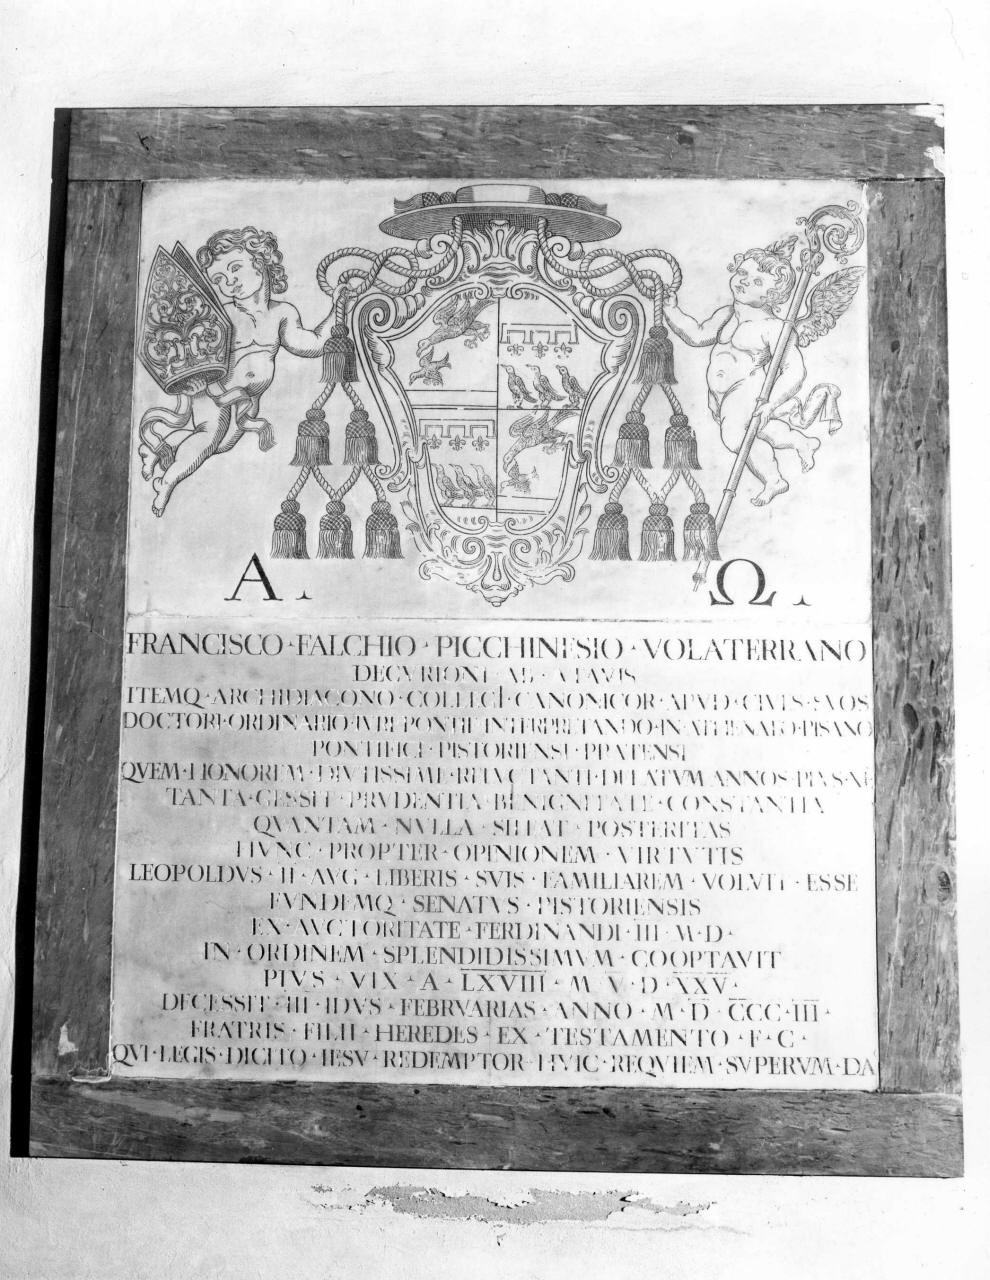 Α . Ω .
FRANCISCO · FALCHIO · PICCHINESIO · VOLATERRANO
DECVRIONI AB ATAVIS
ITEMQ · ARCHIDIACONO · COLLEGI · CANONICOR · APVD · CIVES · SVOS
DOCTORI · ORDINARIO · IVRI PONTIF INTERPRETANDO · IN · ATHENAEO · PISANO
PONTIFICI · PISTORIENSI · PRATENSI
QVEM · HONOREM · DIVTISSIME · RELVCTANTI · DELATVM ANNOS · PLVS
TANTA · GESSIT · PRVDENTIA BENIGNITATE · CONSTANTIA
QVANTAM · NVLLA · SILEAT · POSTERITAS
HVNC · PROPTER · OPINIONEM · VIRTVTIS
LEOPOLDVS · II · AVG · LIBERIS · SVIS · FAMILIAREM · VOLVIT · ESSE
EVNDEMQ · SENATVS · PISTORIENSIS
EX · AVCTORITATE · FERDINANDI · III · M · D ·
IN · ORDINEM · SPLENDIDISSIMVM · COOPTAVIT
PIVS · VIX · A · LXVIII · M · V · D · XXV ·
DECESSIT · III · IDVS · FEBRVARIAS · ANNO · M · D · CCC · III ·
FRATRIS · FILII · HEREDES · EX · TESTAMENTO · F · C ·
QVI · LEGIS · DICITO · IESV · REDEMPTOR · HVIC · REQVIEM · SVPERVM · DA